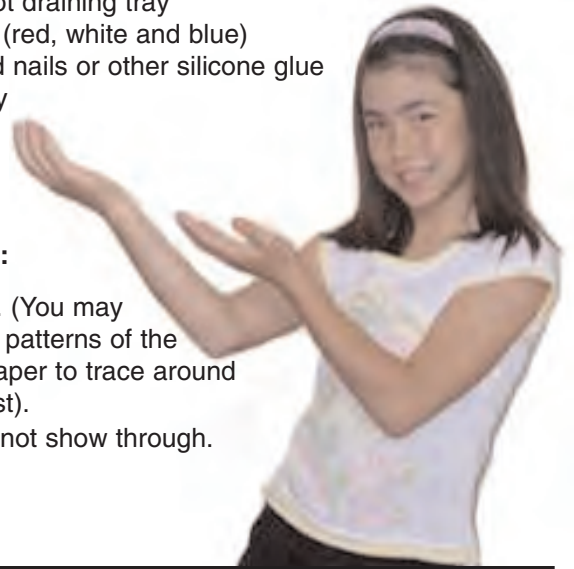 ot draining tray
(red, white and blue)
d nails or other silicone glue
y
:
. (You may
patterns of the
aper to trace around
st).
not show through.